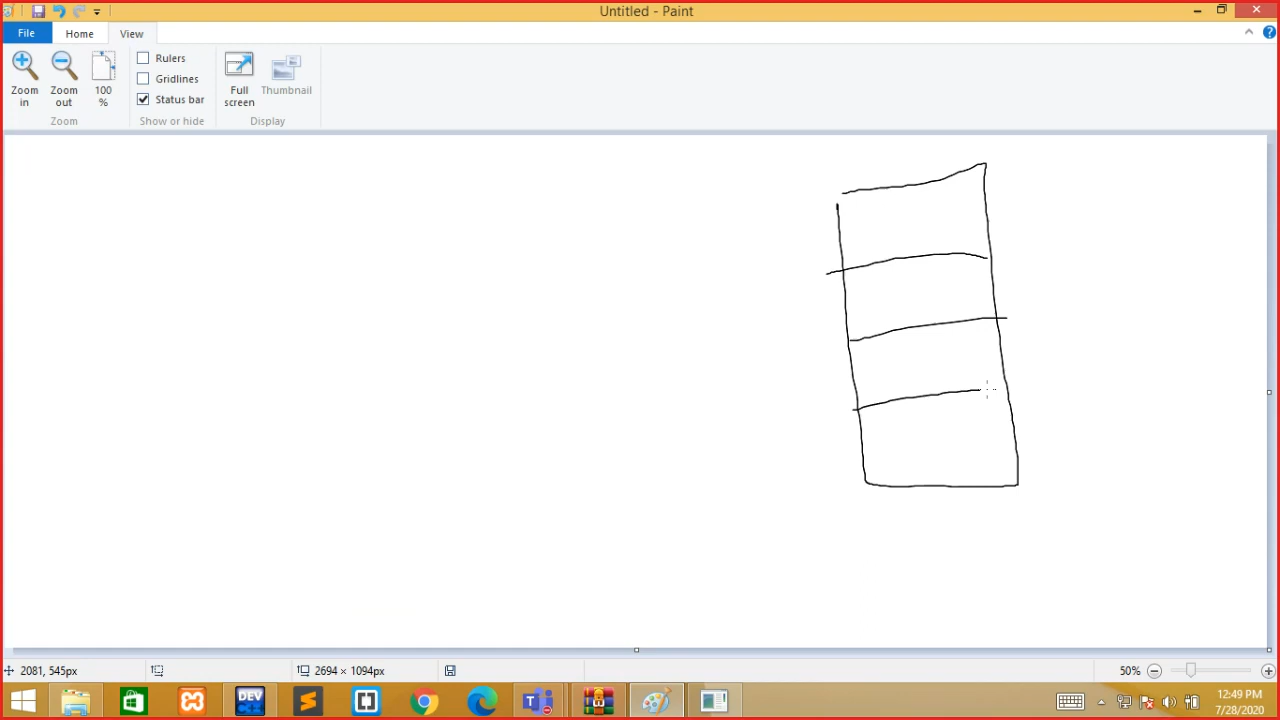 Untitled - Paint
File Home View
Zoom in
Zoom out
100 %
Rulers
Gridlines
Status bar
Full screen
Thumbnail
Zoom
Show or hide
Display
2081, 545px
2694 × 1094px
50%
DEV
T
12:49 PM
7/28/2020